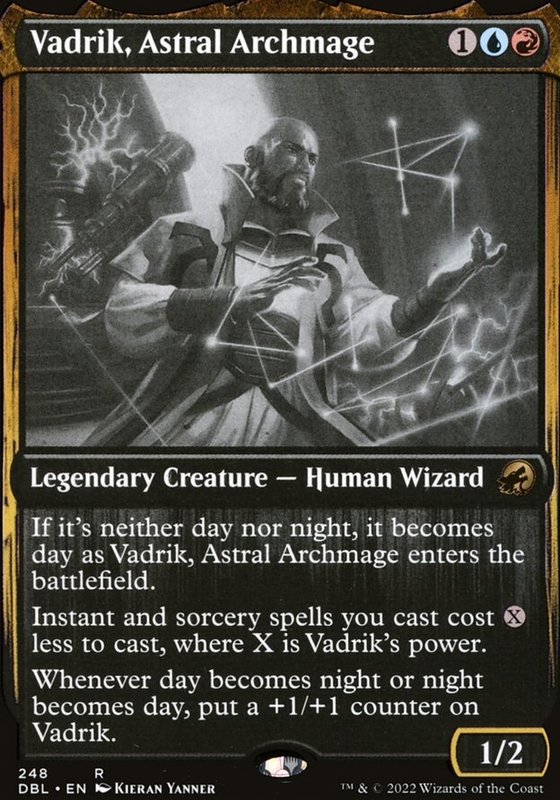 Vadrik, Astral Archmage 1
Legendary Creature — Human Wizard
If it's neither day nor night, it becomes
day as Vadrik, Astral Archmage enters the
battlefield.
Instant and sorcery spells you cast cost X
less to cast, where X is Vadrik's power.
Whenever day becomes night or night
becomes day, put a +1/+1 counter on
Vadrik.
1/2
248 R
DBL • EN KIERAN YANNER
™ & © 2022 Wizards of the Coast